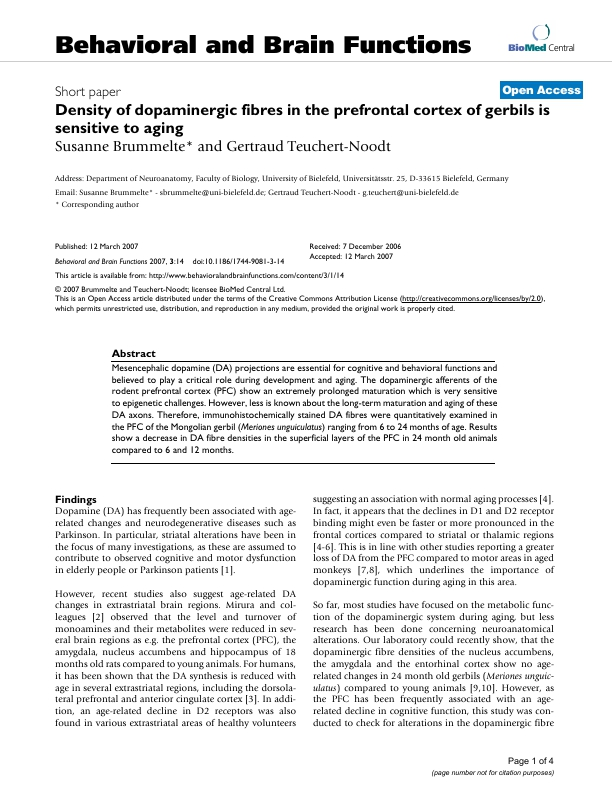 Behavioral and Brain Functions
BioMed Central
Short paper
Open Access
Density of dopaminergic fibres in the prefrontal cortex of gerbils is
sensitive to aging
Susanne Brummelte* and Gertraud Teuchert-Noodt
Address: Department of Neuroanatomy, Faculty of Biology, University of Bielefeld, Universitätsstr. 25, D-33615 Bielefeld, Germany
Email: Susanne Brummelte* - sbrummelte@uni-bielefeld.de; Gertraud Teuchert-Noodt - g.teuchert@uni-bielefeld.de
* Corresponding author
Published: 12 March 2007
Behavioral and Brain Functions 2007, 3:14 doi:10.1186/1744-9081-3-14
Received: 7 December 2006
Accepted: 12 March 2007
This article is available from: http://www.behavioralandbrainfunctions.com/content/3/1/14
© 2007 Brummelte and Teuchert-Noodt; licensee BioMed Central Ltd.
This is an Open Access article distributed under the terms of the Creative Commons Attribution License (http://creativecommons.org/licenses/by/2.0),
which permits unrestricted use, distribution, and reproduction in any medium, provided the original work is properly cited.
Abstract
Mesencephalic dopamine (DA) projections are essential for cognitive and behavioral functions and
believed to play a critical role during development and aging. The dopaminergic afferents of the
rodent prefrontal cortex (PFC) show an extremely prolonged maturation which is very sensitive
to epigenetic challenges. However, less is known about the long-term maturation and aging of these
DA axons. Therefore, immunohistochemically stained DA fibres were quantitatively examined in
the PFC of the Mongolian gerbil (Meriones unguiculatus) ranging from 6 to 24 months of age. Results
show a decrease in DA fibre densities in the superficial layers of the PFC in 24 month old animals
compared to 6 and 12 months.
Findings
Dopamine (DA) has frequently been associated with age-
related changes and neurodegenerative diseases such as
Parkinson. In particular, striatal alterations have been in
the focus of many investigations, as these are assumed to
contribute to observed cognitive and motor dysfunction
in elderly people or Parkinson patients [1].
However, recent studies also suggest age-related DA
changes in extrastriatal brain regions. Mirura and col-
leagues [2] observed that the level and turnover of
monoamines and their metabolites were reduced in sev-
eral brain regions as e.g. the prefrontal cortex (PFC), the
amygdala, nucleus accumbens and hippocampus of 18
months old rats compared to young animals. For humans,
it has been shown that the DA synthesis is reduced with
age in several extrastriatal regions, including the dorsola-
teral prefrontal and anterior cingulate cortex [3]. In addi-
tion, an age-related decline in D2 receptors was also
found in various extrastriatal areas of healthy volunteers
suggesting an association with normal aging processes [4].
In fact, it appears that the declines in D1 and D2 receptor
binding might even be faster or more pronounced in the
frontal cortices compared to striatal or thalamic regions
[4-6]. This is in line with other studies reporting a greater
loss of DA from the PFC compared to motor areas in aged
monkeys [7,8], which underlines the importance of
dopaminergic function during aging in this area.
So far, most studies have focused on the metabolic func-
tion of the dopaminergic system during aging, but less
research has been done concerning neuroanatomical
alterations. Our laboratory could recently show, that the
dopaminergic fibre densities of the nucleus accumbens,
the amygdala and the entorhinal cortex show no age-
related changes in 24 month old gerbils (Meriones unguic-
ulatus) compared to young animals [9,10]. However, as
the PFC has been frequently associated with an age-
related decline in cognitive function, this study was con-
ducted to check for alterations in the dopaminergic fibre
Page 1 of 4
(page number not for citation purposes)